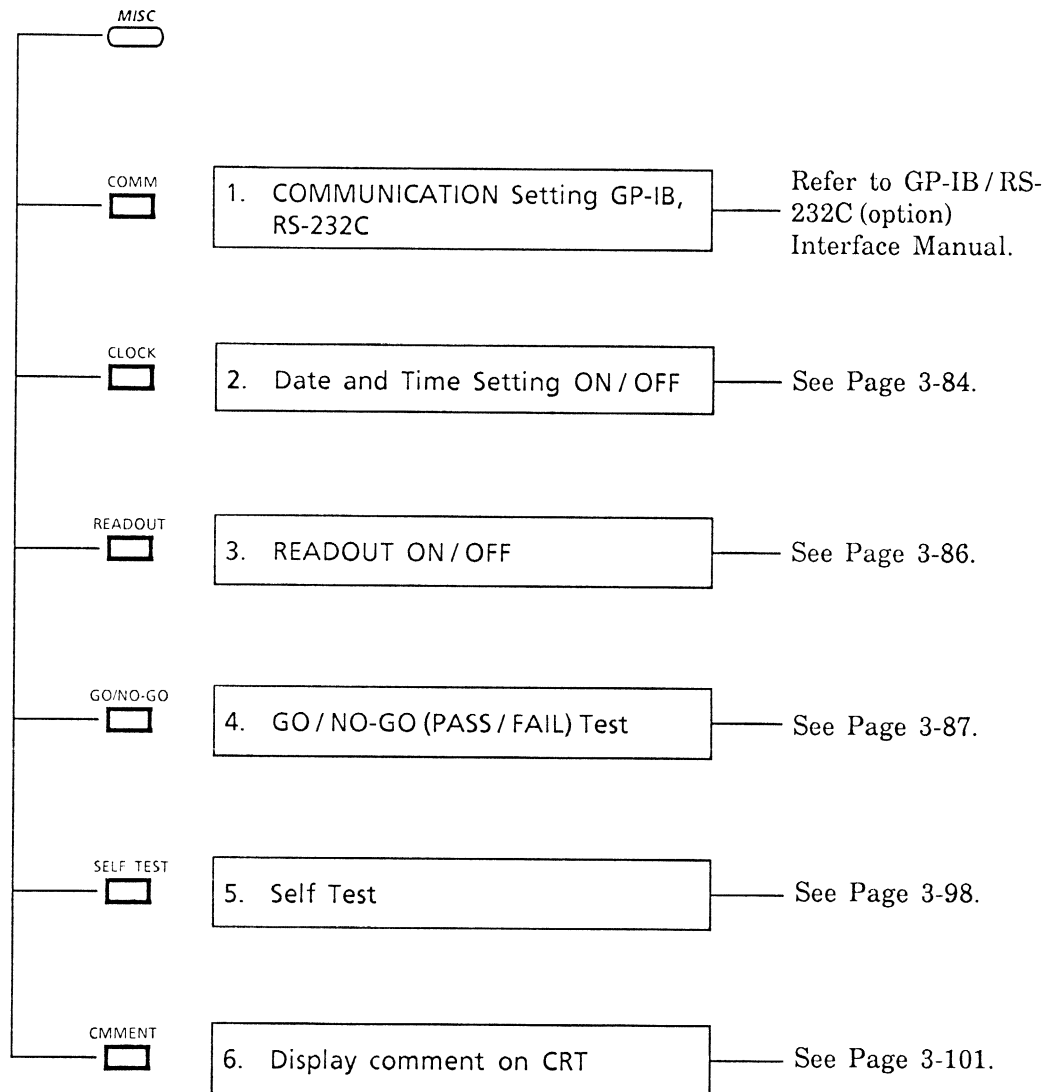 MISC
COMM
1. COMMUNICATION Setting GP-IB,
RS-232C
Refer to GP-IB / RS-
232C (option)
Interface Manual.
CLOCK
2. Date and Time Setting ON / OFF
See Page 3-84.
READOUT
3. READOUT ON / OFF
See Page 3-86.
GO/NO-GO
4. GO / NO-GO (PASS / FAIL) Test
See Page 3-87.
SELF TEST
5. Self Test
See Page 3-98.
CMMENT
6. Display comment on CRT
See Page 3-101.